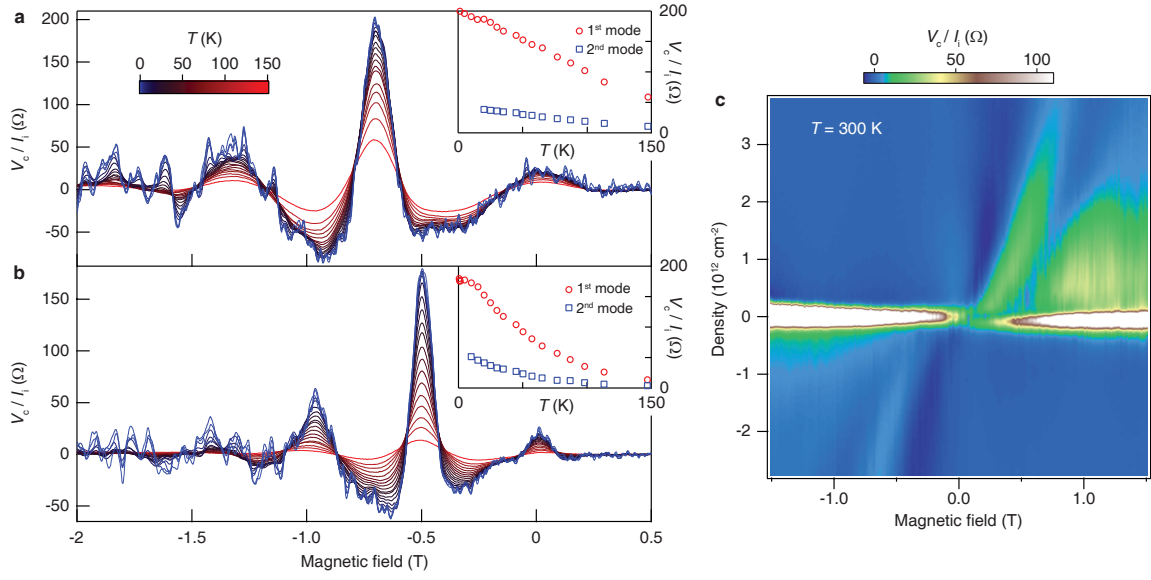 a
200
150
100
50
0
-50
V_c / I_i (Ω)
T (K)
0 50 100 150
1st mode
2nd mode
200
0
V_c / I_i (Ω)
0 T (K) 150
b
150
100
50
0
-50
V_c / I_i (Ω)
1st mode
2nd mode
200
0
V_c / I_i (Ω)
0 T (K) 150
-2 -1.5 -1.0 -0.5 0 0.5
Magnetic field (T)
V_c / I_i (Ω)
0 50 100
c
T = 300 K
3
2
1
0
-1
-2
Density (10¹² cm⁻²)
-1.0 0.0 1.0
Magnetic field (T)